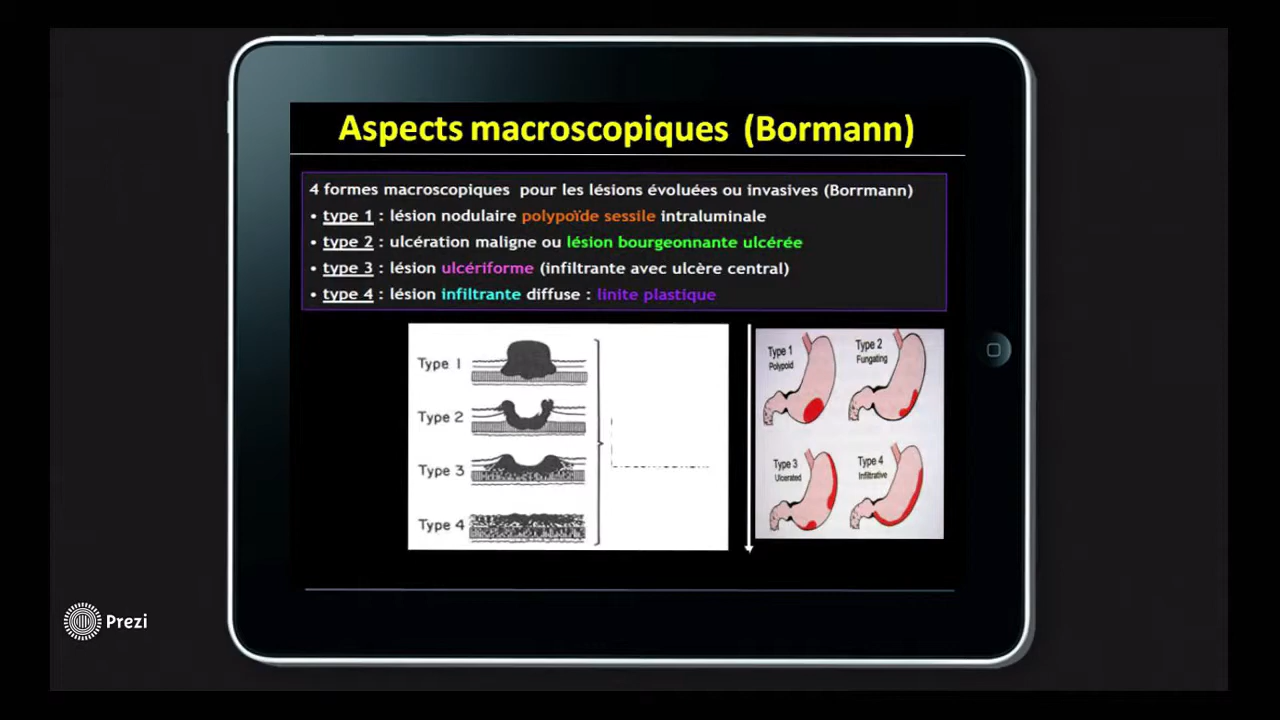 Aspects macroscopiques (Bormann)
4 formes macroscopiques pour les lésions évoluées ou invasives (Borrmann)
• type 1 : lésion nodulaire polypoïde sessile intraluminale
• type 2 : ulcération maligne ou lésion bourgeonnante ulcérée
• type 3 : lésion ulcériforme (infiltrante avec ulcère central)
• type 4 : lésion infiltrante diffuse : linite plastique
Type 1
Type 2
Type 3
Type 4
Type 1
Polypoid
Type 2
Fungating
Type 3
Ulcerated
Type 4
Infiltrative
Prezi